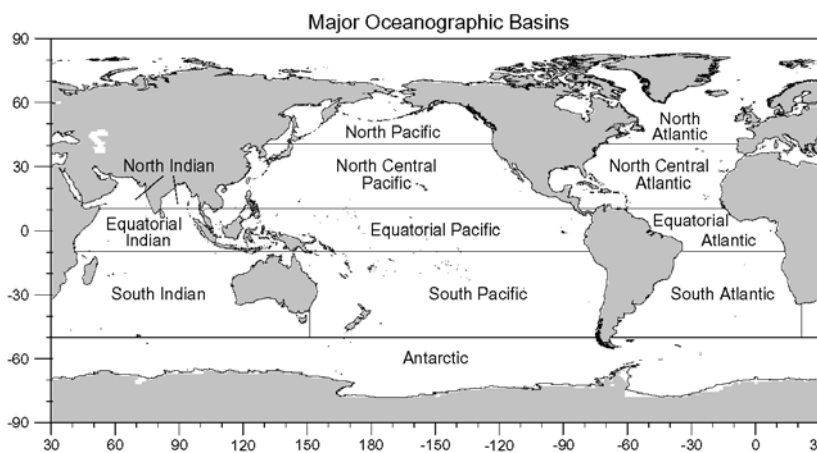 Major Oceanographic Basins
90
60
30
0
-30
-60
-90
North Pacific
North
Atlantic
North Indian
North Central
Pacific
North Central
Atlantic
Equatorial
Indian
Equatorial Pacific
Equatorial
Atlantic
South Indian
South Pacific
South Atlantic
Antarctic
30 60 90 120 150 180 -150 -120 -90 -60 -30 0 30